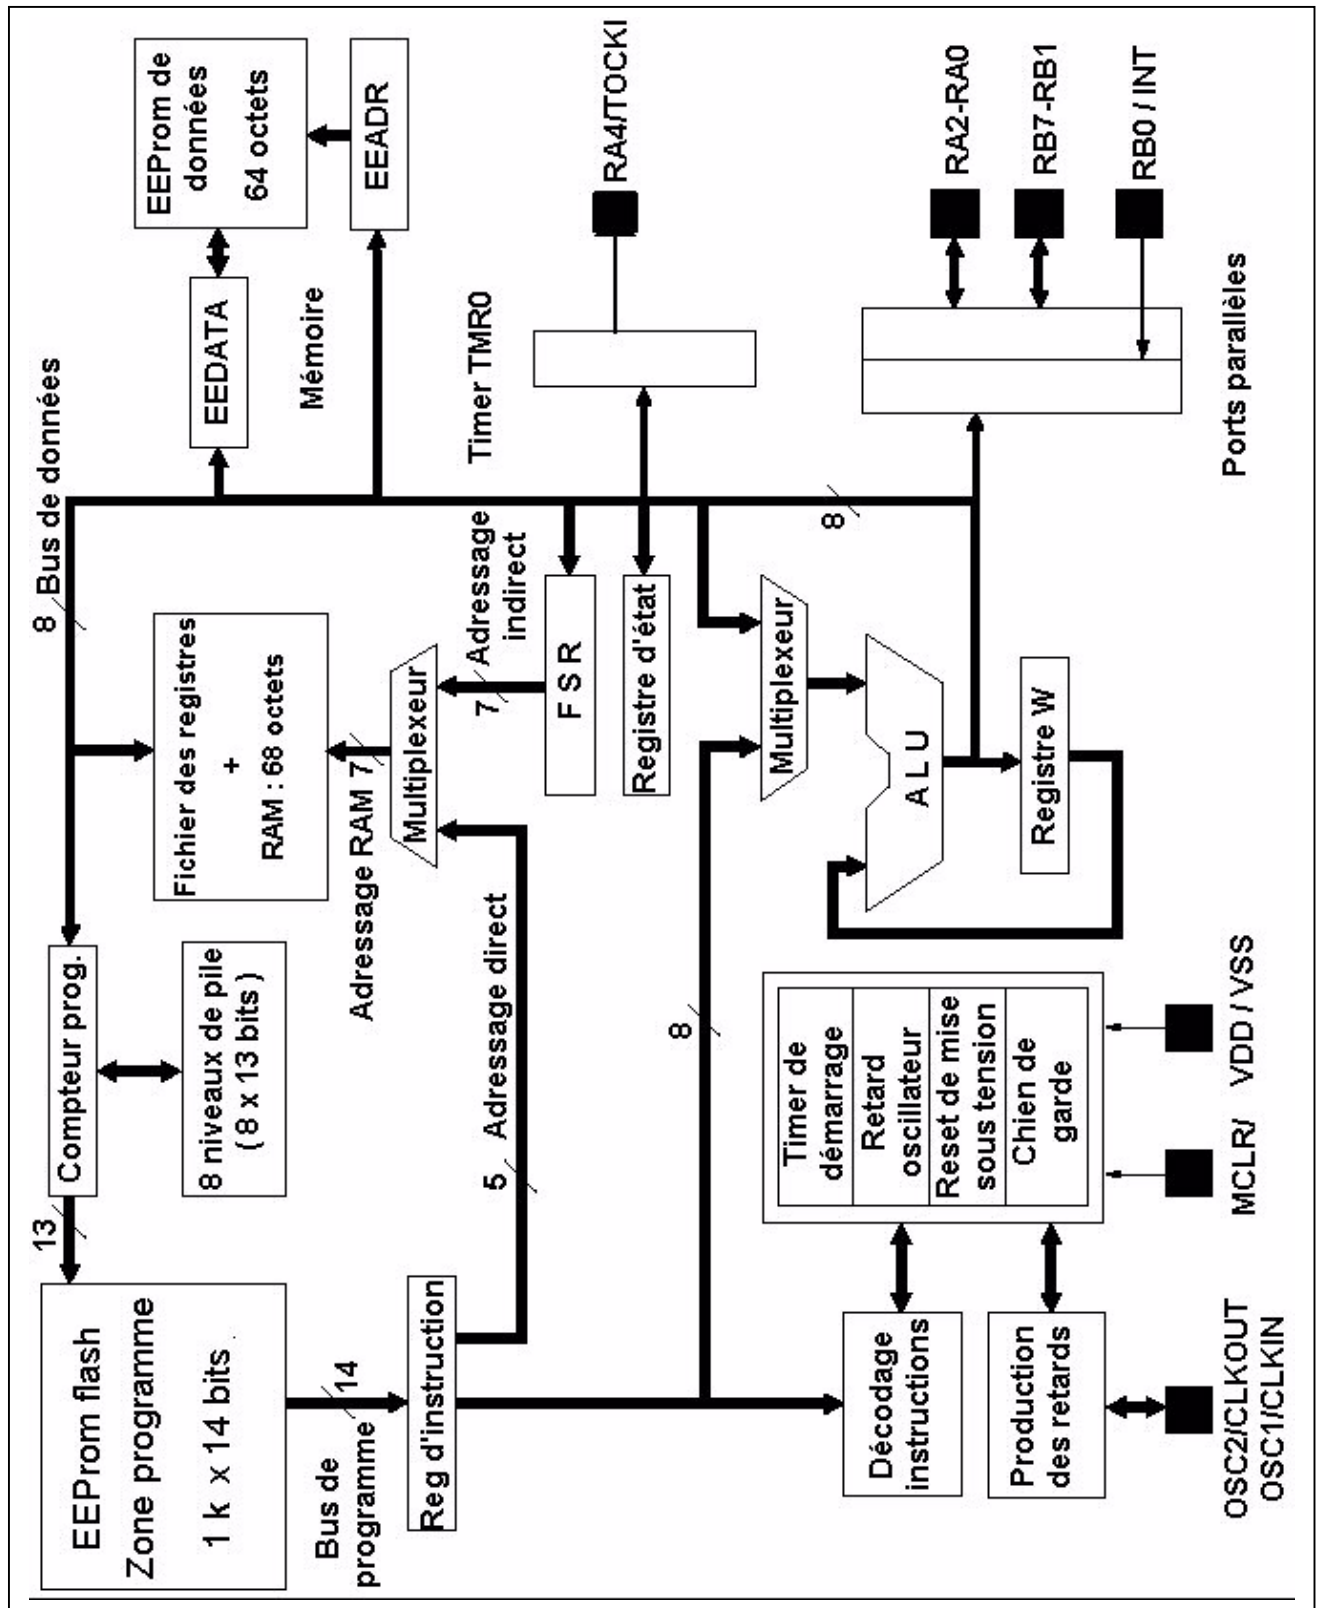 EEProm flash
Zone programme
1 k x 14 bits
13
Compteur prog.
8 niveaux de pile
( 8 x 13 bits )
8
Bus de données
Fichier des registres
+
RAM : 68 octets
EEDATA
EEProm de
données
64 octets
EEADR
Mémoire
Bus de
programme
14
Reg d'instruction
5
Adressage direct
Adressage RAM
7
Multiplexeur
7
Adressage
indirect
F S R
Registre d'état
Timer TMR0
RA4/TOCKI
8
Multiplexeur
8
A L U
Registre W
Décodage
instructions
Production
des retards
Timer de
démarrage
Retard
oscillateur
Reset de mise
sous tension
Chien de
garde
RA2-RA0
RB7-RB1
RB0 / INT
Ports parallèles
OSC2/CLKOUT
OSC1/CLKIN
MCLR/
VDD / VSS